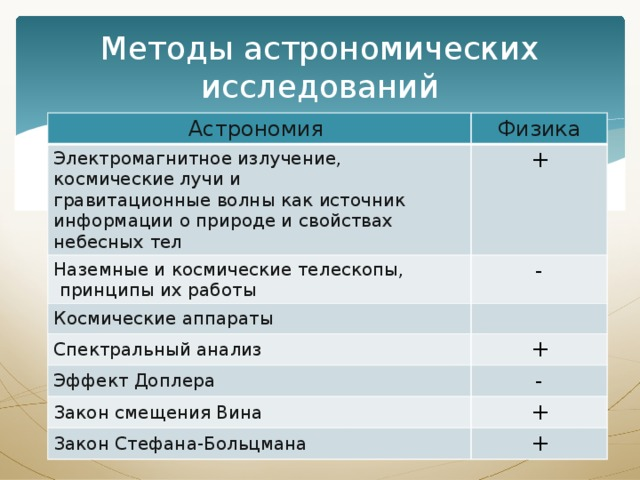 Методы астрономических
исследований
Астрономия Физика
Электромагнитное излучение, +
космические лучи и
гравитационные волны как источник
информации о природе и свойствах
небесных тел
Наземные и космические телескопы, -
принципы их работы
Космические аппараты
Спектральный анализ +
Эффект Доплера -
Закон смещения Вина +
Закон Стефана-Больцмана +